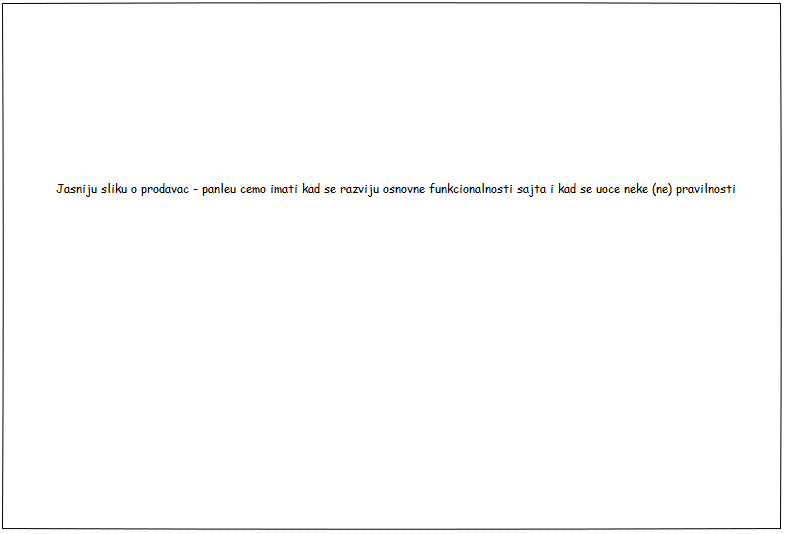 Jasniju sliku o prodavac - panleu cemo imati kad se razviju osnovne funkcionalnosti sajta i kad se uoce neke (ne) pravilnosti